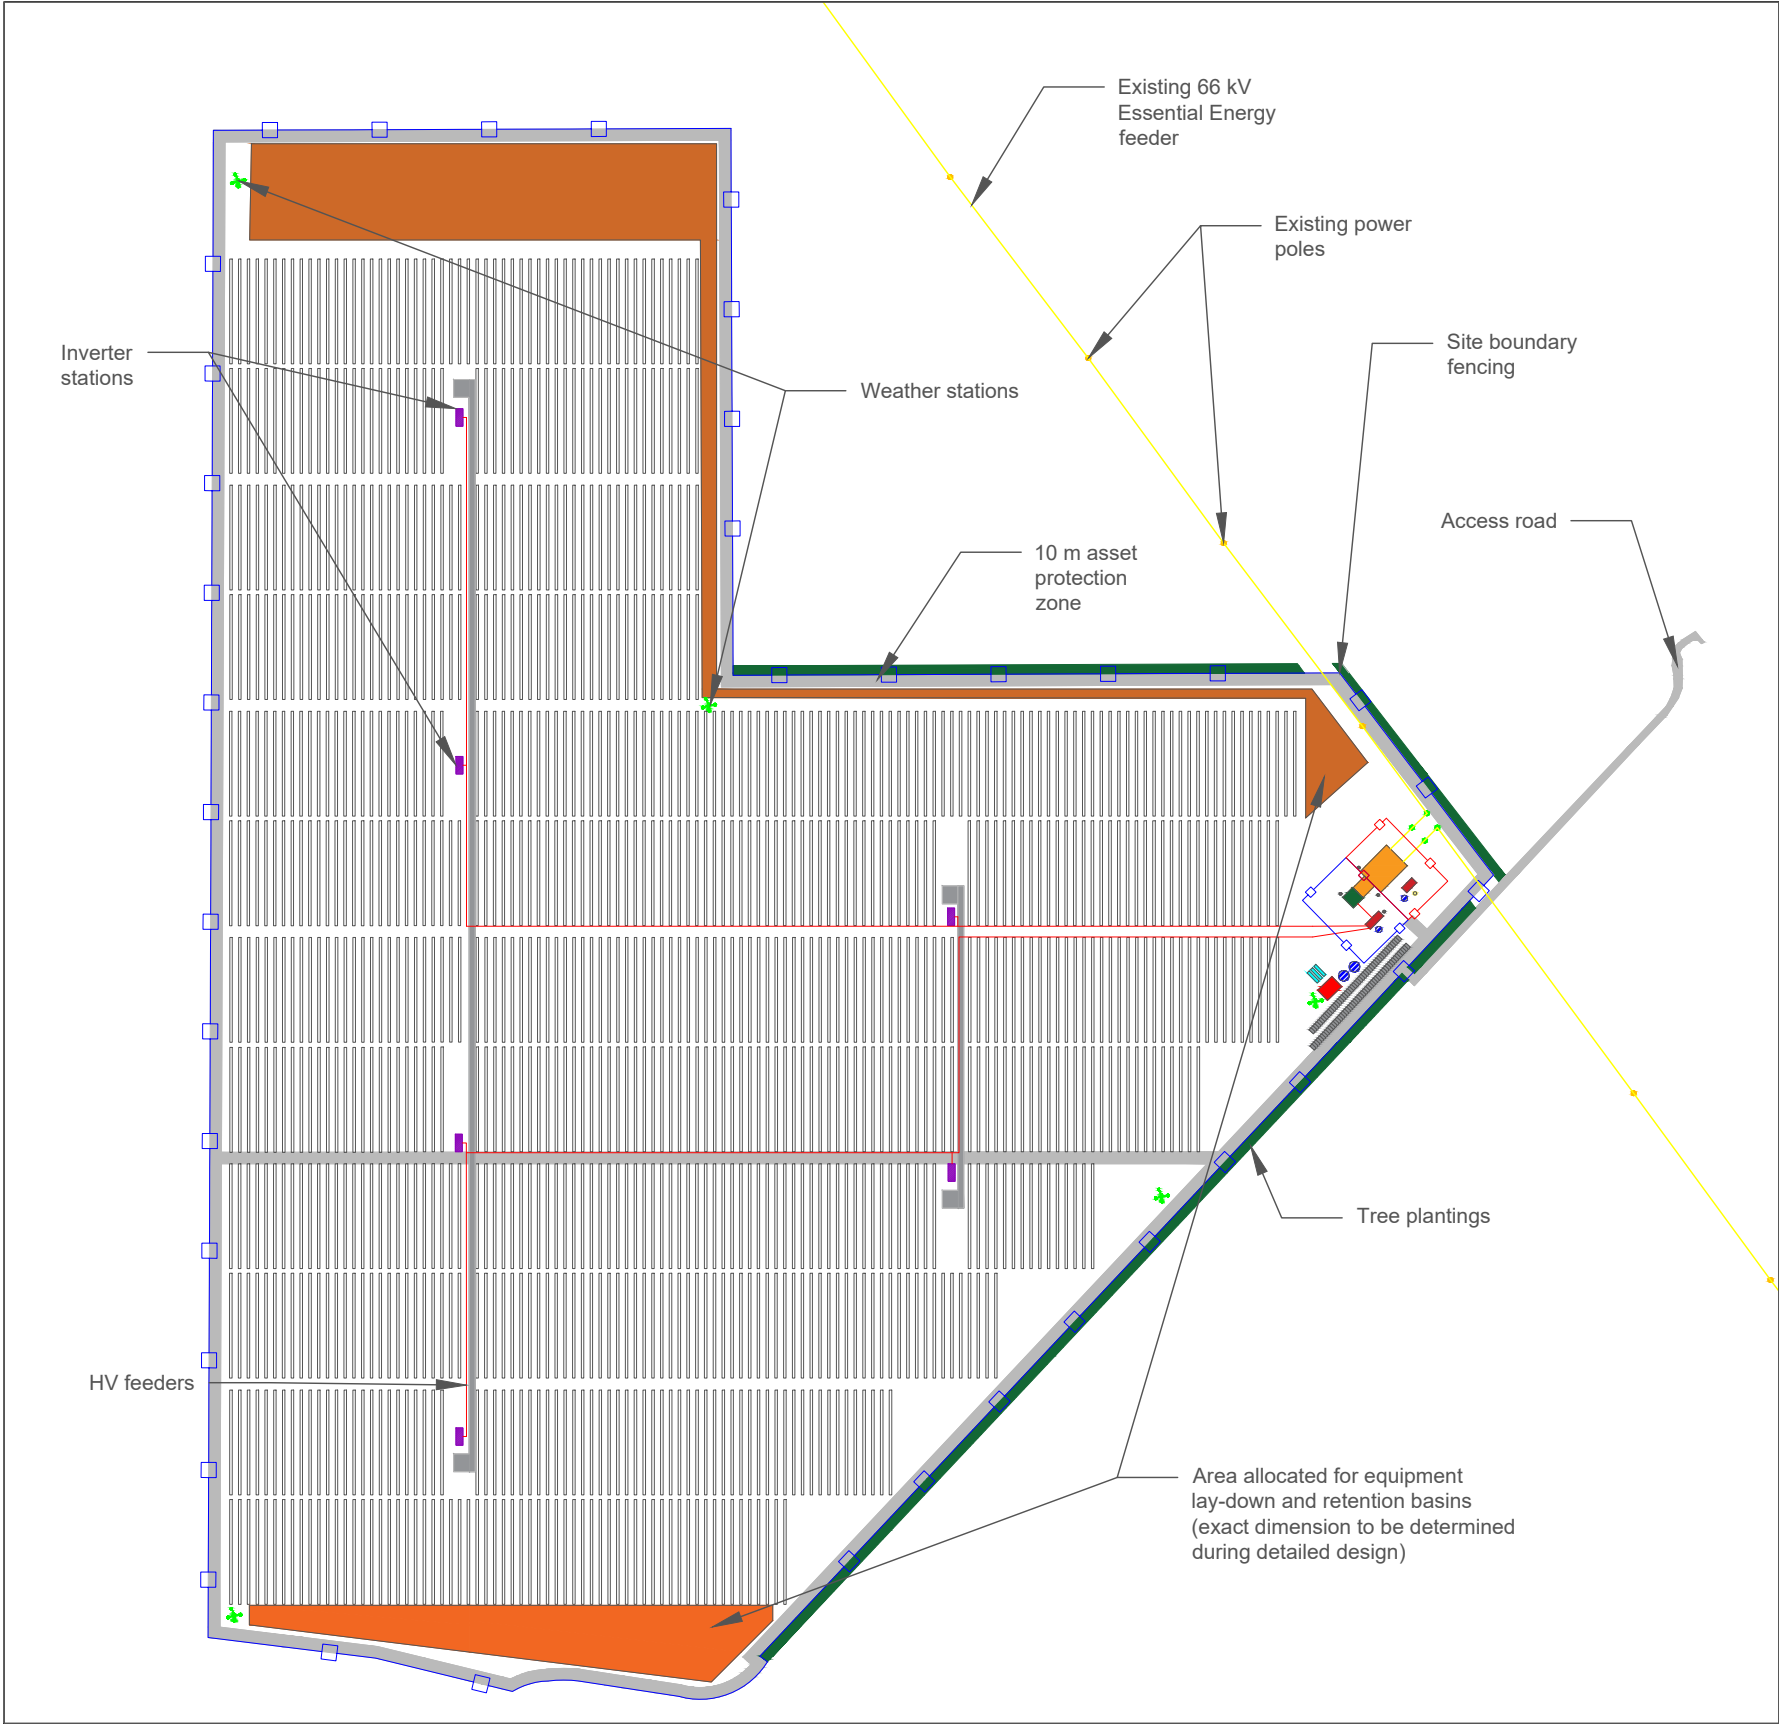 Existing 66 kV
Essential Energy
feeder
Existing power
poles
Site boundary
fencing
Inverter
stations
Weather stations
Access road
10 m asset
protection
zone
Tree plantings
HV feeders
Area allocated for equipment
lay-down and retention basins
(exact dimension to be determined
during detailed design)